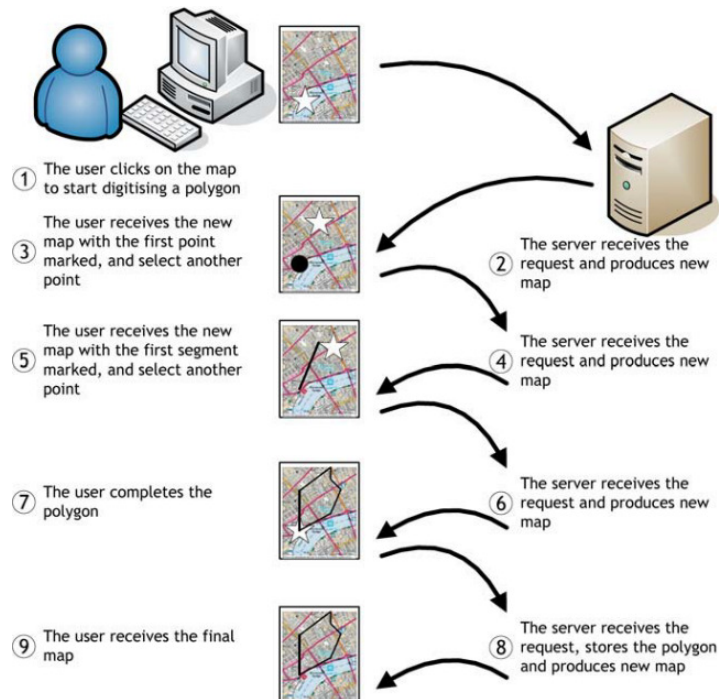 ① The user clicks on the map
to start digitising a polygon
② The server receives the
request and produces new
map
③ The user receives the new
map with the first point
marked, and select another
point
④ The server receives the
request and produces new
map
⑤ The user receives the new
map with the first segment
marked, and select another
point
⑥ The server receives the
request and produces new
map
⑦ The user completes the
polygon
⑧ The server receives the
request, stores the polygon
and produces new map
⑨ The user receives the final
map